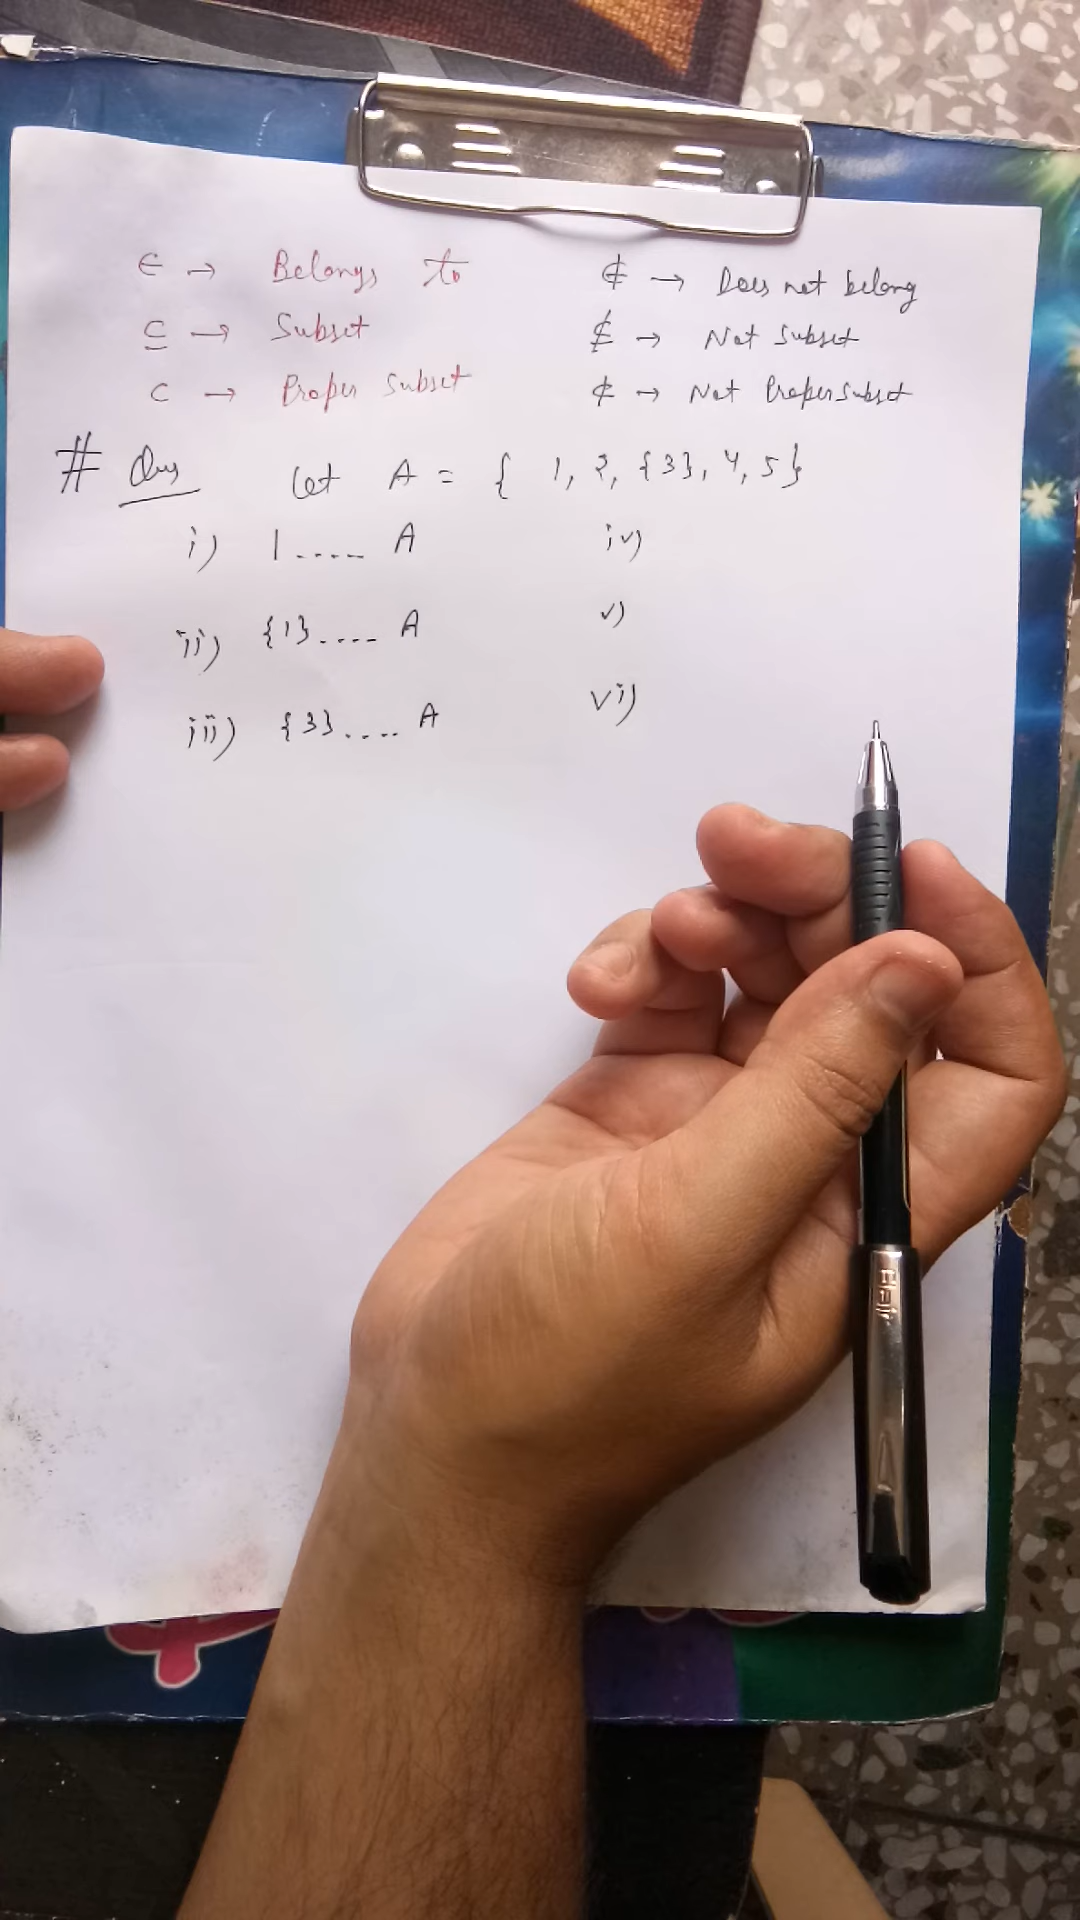 ∈ → Belongs to ∉ → Does not belong
⊆ → Subset ⊈ → Not Subset
⊂ → Proper Subset ⊄ → Not Proper Subset
# Ques Let A = { 1, 2, {3}, 4, 5}
i) 1 ..... A iv)
ii) {1} .... A v)
iii) {3} .... A vi)
Flair